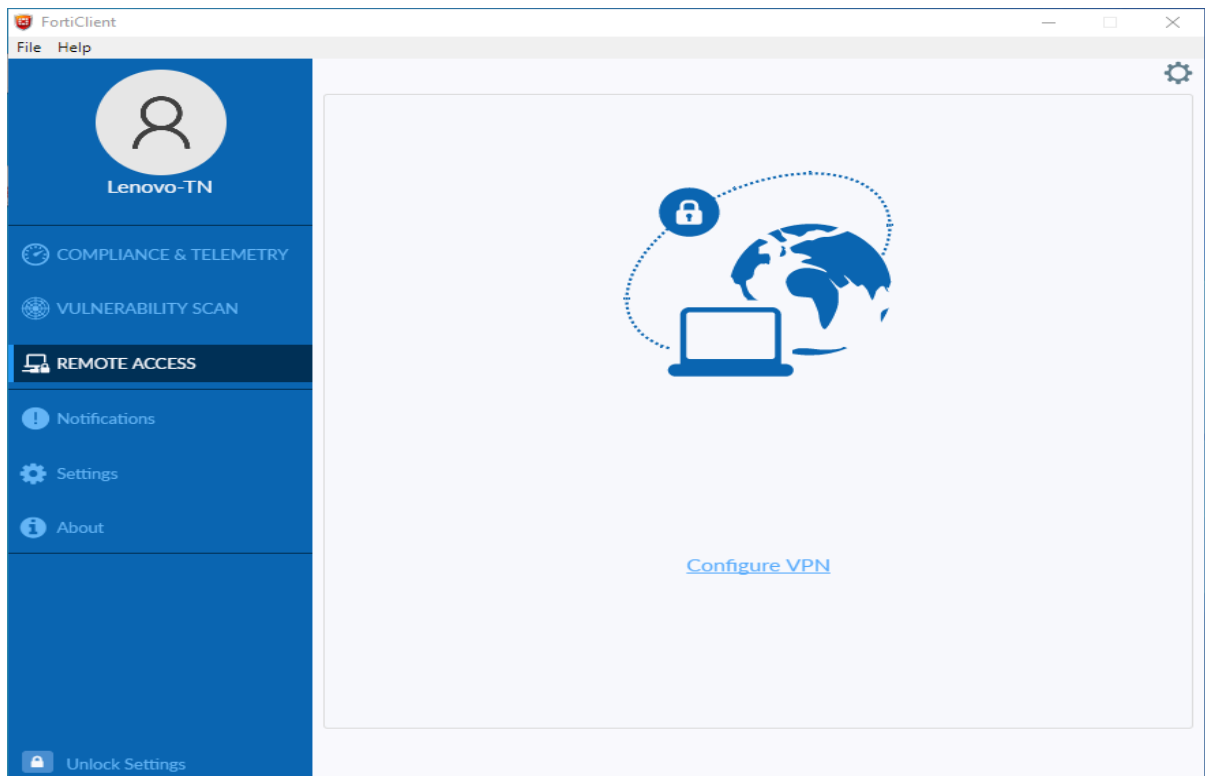 FortiClient
File Help
Lenovo-TN
COMPLIANCE & TELEMETRY
VULNERABILITY SCAN
REMOTE ACCESS
Notifications
Settings
About
Configure VPN
Unlock Settings